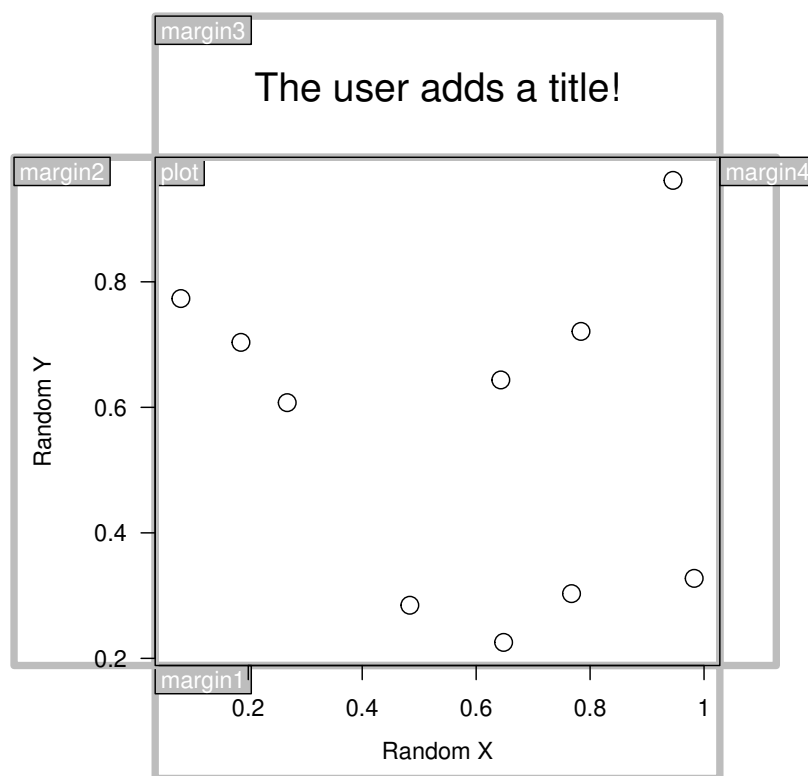 margin3
The user adds a title!
margin2
plot
margin4
0.8
0.6
0.4
0.2
Random Y
margin1
0.2 0.4 0.6 0.8 1
Random X